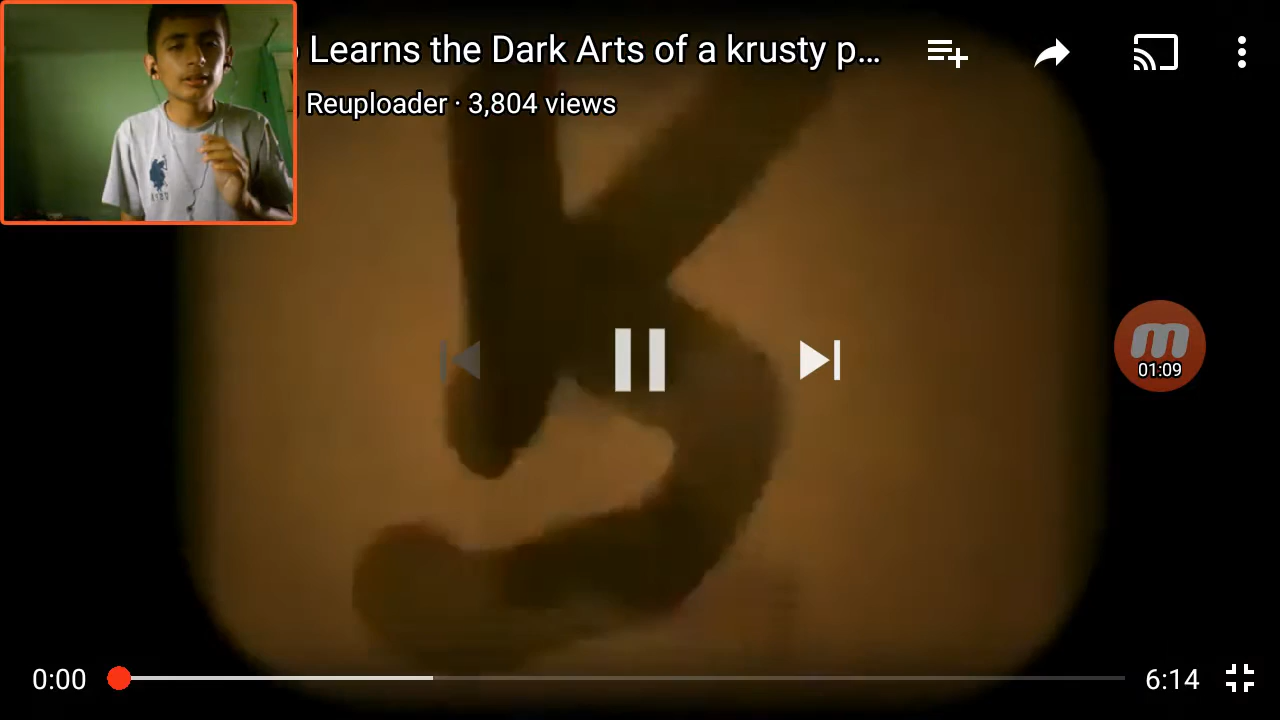 Learns the Dark Arts of a krusty p...
Reuploader · 3,804 views
01:09
0:00
6:14